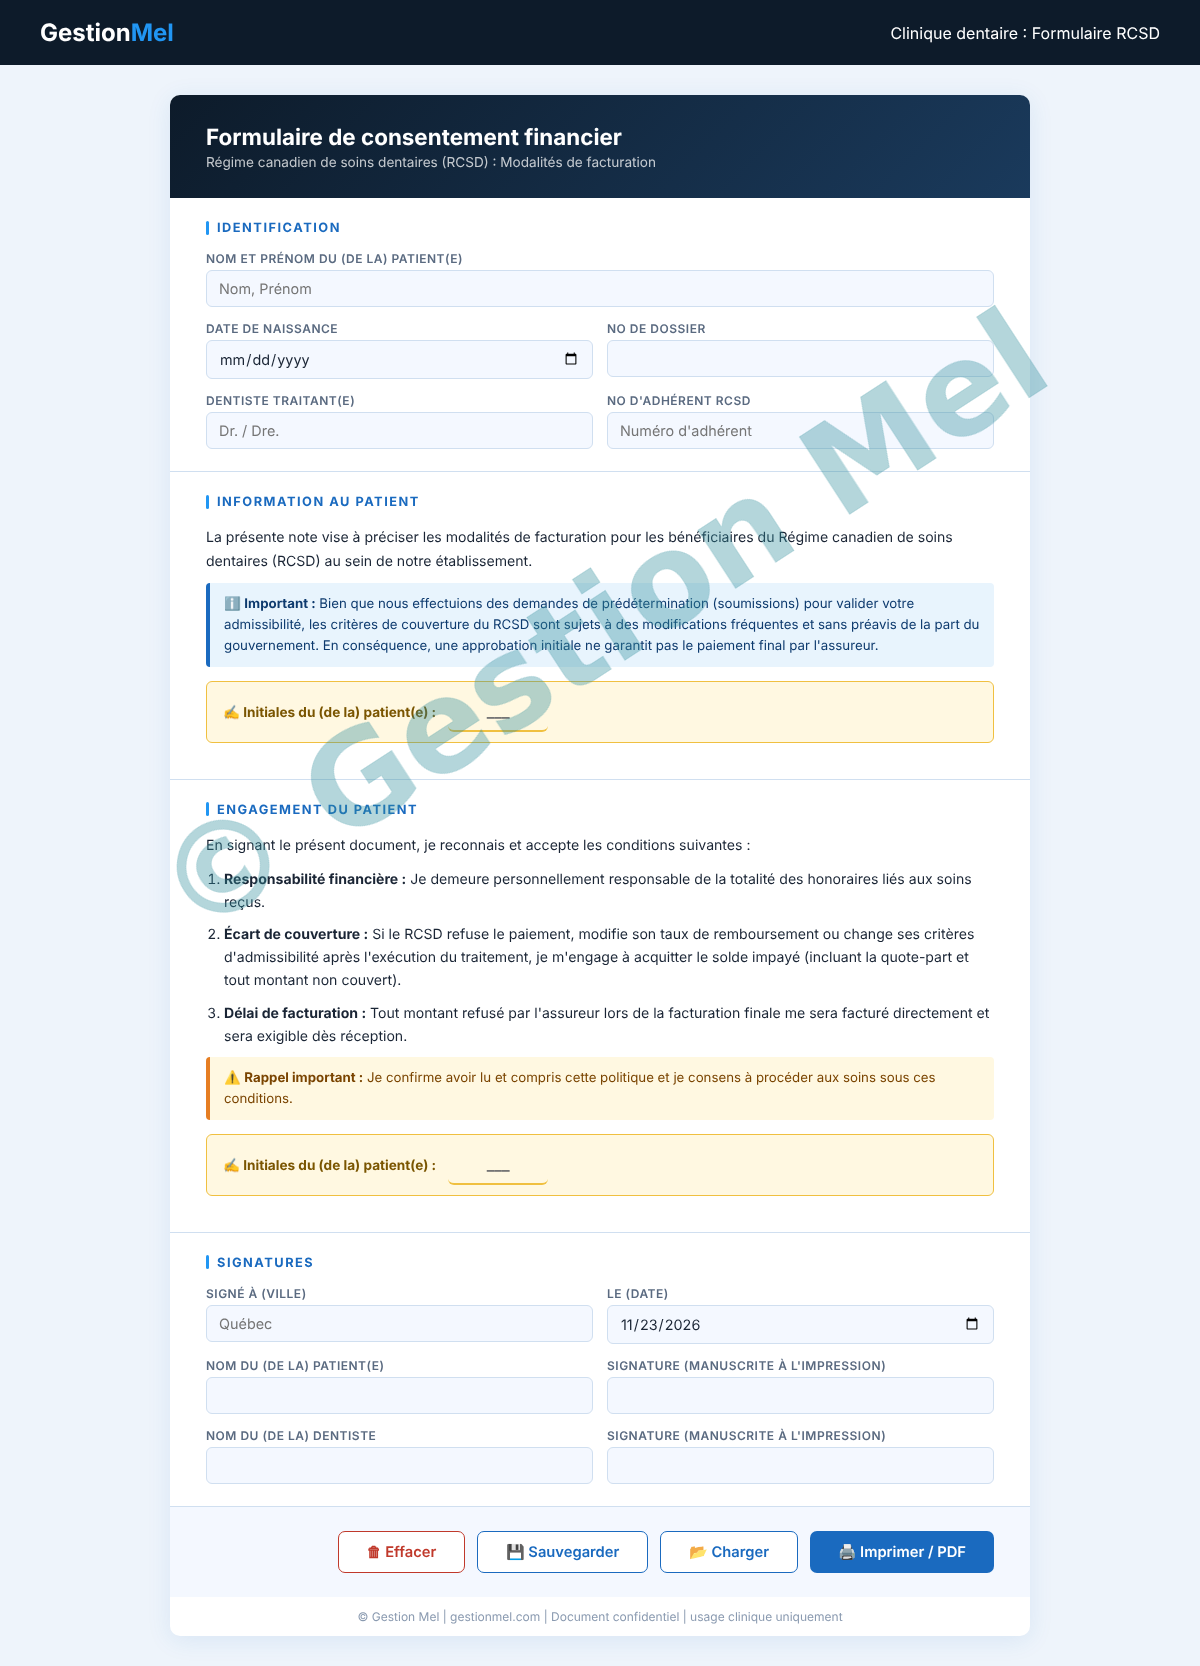 GestionMel
Clinique dentaire : Formulaire RCSD
Formulaire de consentement financier
Régime canadien de soins dentaires (RCSD) : Modalités de facturation
IDENTIFICATION
NOM ET PRÉNOM DU (DE LA) PATIENT(E)
Nom, Prénom
DATE DE NAISSANCE
NO DE DOSSIER
mm/dd/yyyy
DENTISTE TRAITANT(E)
NO D'ADHÉRENT RCSD
Dr. / Dre.
Numéro d'adhérent
INFORMATION AU PATIENT
La présente note vise à préciser les modalités de facturation pour les bénéficiaires du Régime canadien de soins
dentaires (RCSD) au sein de notre établissement.
ℹ️ Important : Bien que nous effectuions des demandes de prédétermination (soumissions) pour valider votre
admissibilité, les critères de couverture du RCSD sont sujets à des modifications fréquentes et sans préavis de la part du
gouvernement. En conséquence, une approbation initiale ne garantit pas le paiement final par l'assureur.
✍️ Initiales du (de la) patient(e) : ___
ENGAGEMENT DU PATIENT
En signant le présent document, je reconnais et accepte les conditions suivantes :
1. Responsabilité financière : Je demeure personnellement responsable de la totalité des honoraires liés aux soins
reçus.
2. Écart de couverture : Si le RCSD refuse le paiement, modifie son taux de remboursement ou change ses critères
d'admissibilité après l'exécution du traitement, je m'engage à acquitter le solde impayé (incluant la quote-part et
tout montant non couvert).
3. Délai de facturation : Tout montant refusé par l'assureur lors de la facturation finale me sera facturé directement et
sera exigible dès réception.
⚠️ Rappel important : Je confirme avoir lu et compris cette politique et je consens à procéder aux soins sous ces
conditions.
✍️ Initiales du (de la) patient(e) : ___
SIGNATURES
SIGNÉ À (VILLE)
LE (DATE)
Québec
11/23/2026
NOM DU (DE LA) PATIENT(E)
SIGNATURE (MANUSCRITE À L'IMPRESSION)
NOM DU (DE LA) DENTISTE
SIGNATURE (MANUSCRITE À L'IMPRESSION)
🗑️ Effacer
💾 Sauvegarder
📂 Charger
🖨️ Imprimer / PDF
© Gestion Mel | gestionmel.com | Document confidentiel | usage clinique uniquement
© Gestion Mel